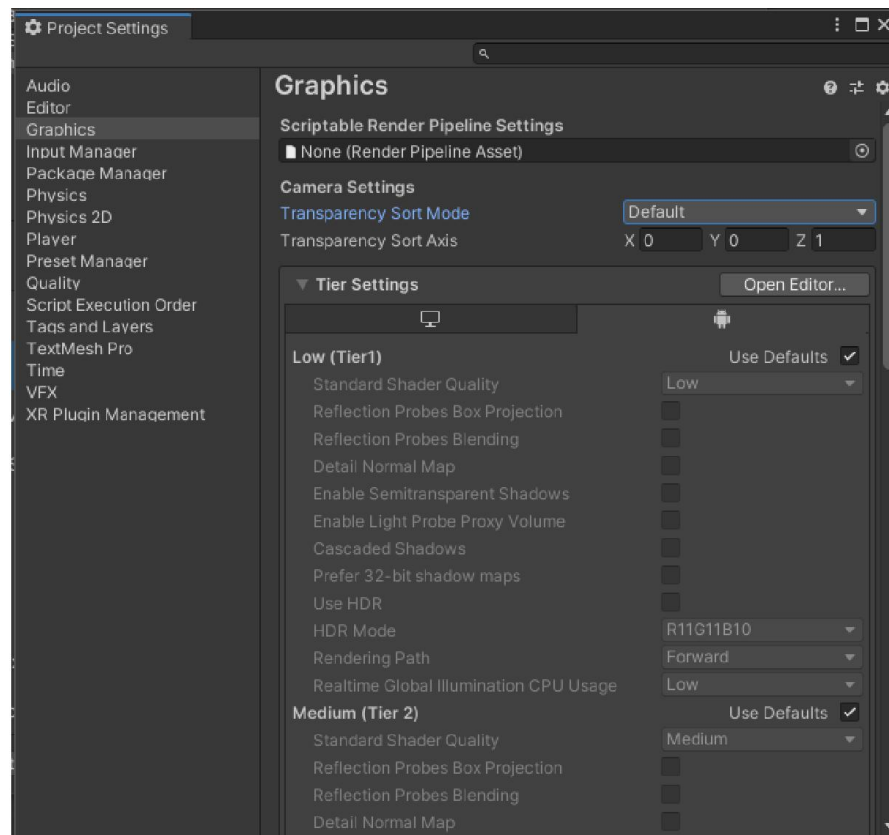 Project Settings
Audio
Editor
Graphics
Input Manager
Package Manager
Physics
Physics 2D
Player
Preset Manager
Quality
Script Execution Order
Tags and Layers
TextMesh Pro
Time
VFX
XR Plugin Management
Graphics
Scriptable Render Pipeline Settings
None (Render Pipeline Asset)
Camera Settings
Transparency Sort Mode Default
Transparency Sort Axis X 0 Y 0 Z 1
Tier Settings Open Editor...
Low (Tier1) Use Defaults
Standard Shader Quality Low
Reflection Probes Box Projection
Reflection Probes Blending
Detail Normal Map
Enable Semitransparent Shadows
Enable Light Probe Proxy Volume
Cascaded Shadows
Prefer 32-bit shadow maps
Use HDR
HDR Mode R11G11B10
Rendering Path Forward
Realtime Global Illumination CPU Usage Low
Medium (Tier 2) Use Defaults
Standard Shader Quality Medium
Reflection Probes Box Projection
Reflection Probes Blending
Detail Normal Map